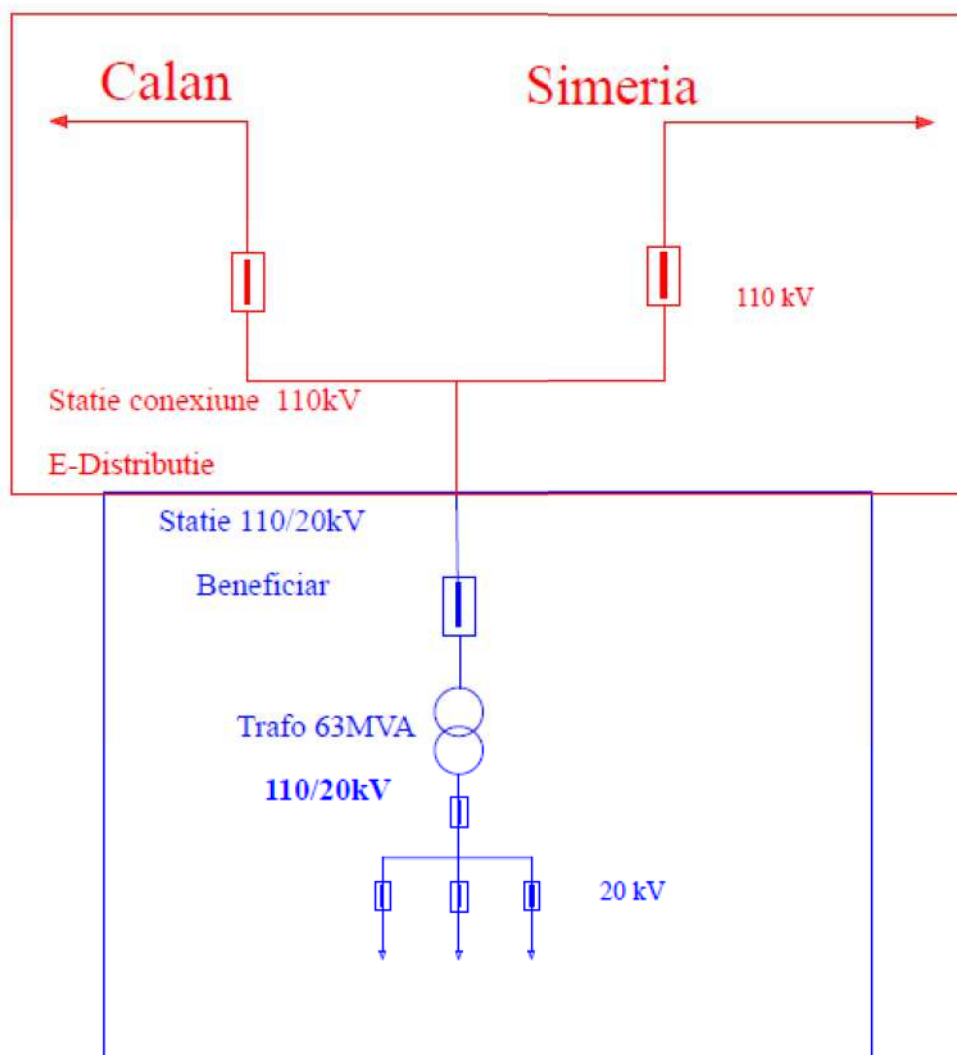 Calan
Simeria
110 kV
Statie conexiune 110kV
E-Distributie
Statie 110/20kV
Beneficiar
Trafo 63MVA
110/20kV
20 kV